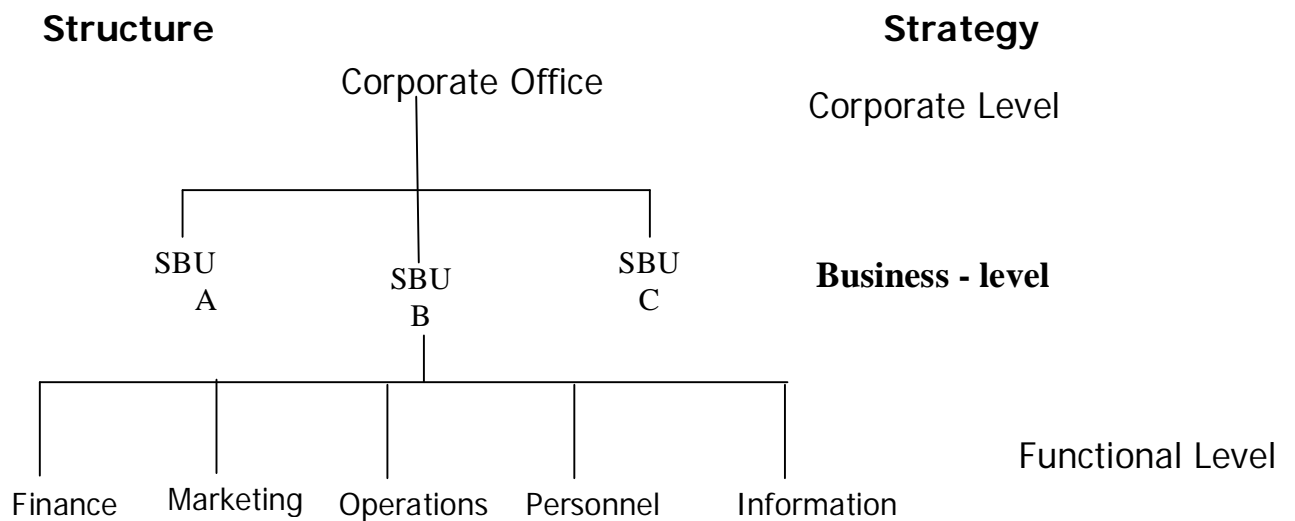 Structure
Strategy
Corporate Office
Corporate Level
SBU
A
SBU
B
SBU
C
Business - level
Functional Level
Finance
Marketing
Operations
Personnel
Information